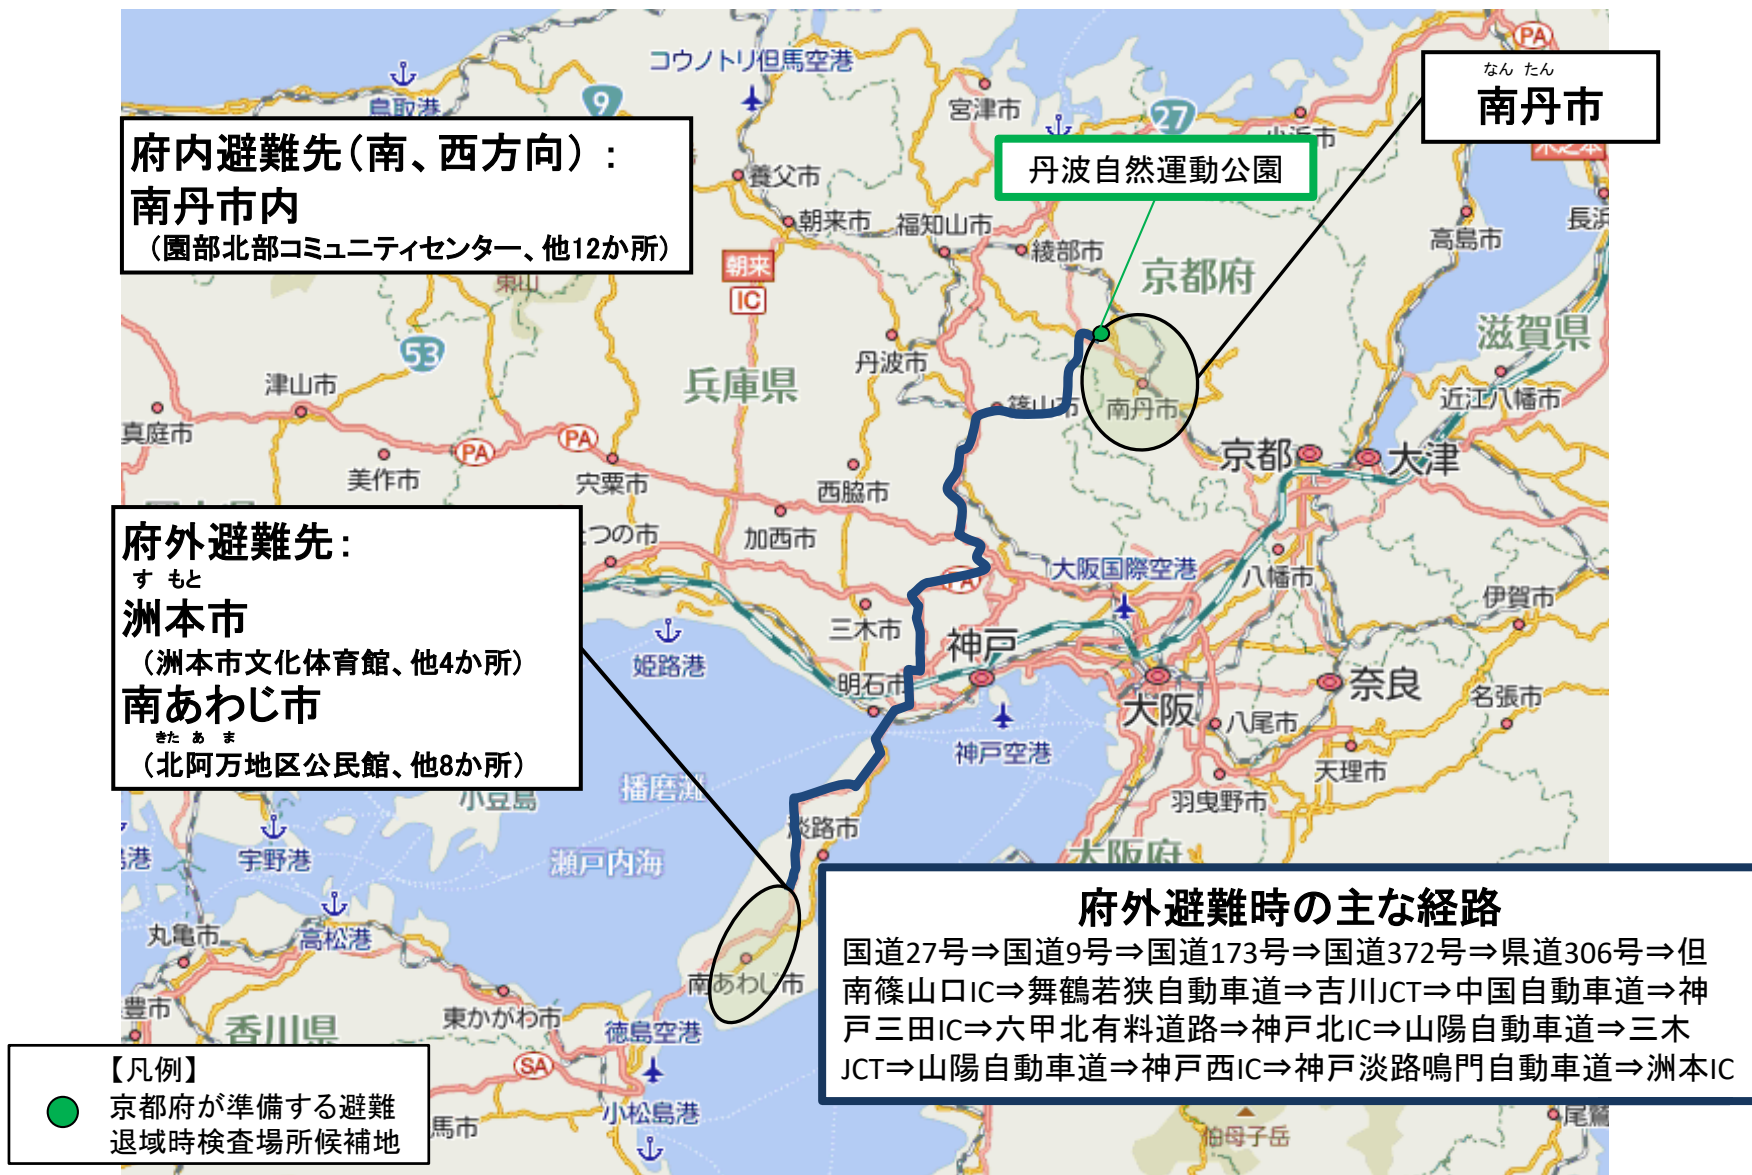 コウノトリ但馬空港
PA
鳥取港
9
宮津市
27
小浜市
なん たん
南丹市
府内避難先(南、西方向)：
南丹市内
（園部北部コミュニティセンター、他12か所）
丹波自然運動公園
養父市
朝来市
福知山市
綾部市
高島市
朝来
IC
京都府
滋賀県
53
丹波市
津山市
兵庫県
篠山市
南丹市
近江八幡市
真庭市
PA
PA
京都
大津
美作市
宍粟市
西脇市
府外避難先：
す もと
洲本市
（洲本市文化体育館、他4か所）
南あわじ市
きた あ ま
（北阿万地区公民館、他8か所）
つの市
加西市
大阪国際空港
八幡市
PA
伊賀市
三木市
神戸
姫路港
明石市
大阪
奈良
名張市
八尾市
神戸空港
天理市
播磨灘
小豆島
羽曳野市
淡路市
宇野港
瀬戸内海
大阪府
丸亀市
高松港
南あわじ市
豊市
香川県
東かがわ市
徳島空港
SA
小松島港
馬市
府外避難時の主な経路
国道27号⇒国道9号⇒国道173号⇒国道372号⇒県道306号⇒但
南篠山口IC⇒舞鶴若狭自動車道⇒吉川JCT⇒中国自動車道⇒神
戸三田IC⇒六甲北有料道路⇒神戸北IC⇒山陽自動車道⇒三木
JCT⇒山陽自動車道⇒神戸西IC⇒神戸淡路鳴門自動車道⇒洲本IC
伯母子岳
【凡例】
京都府が準備する避難
退域時検査場所候補地